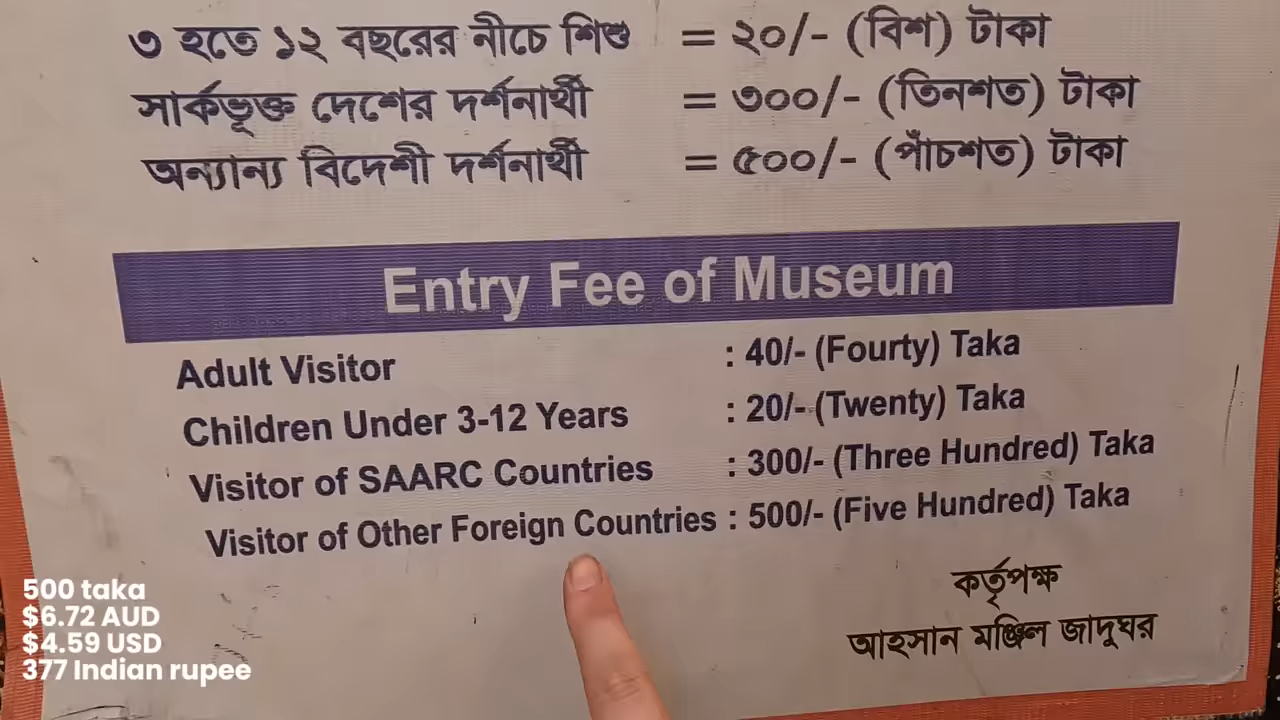 ৩ হতে ১২ বছরের নীচে শিশু = ২০/- (বিশ) টাকা
সার্কভূক্ত দেশের দর্শনার্থী = ৩০০/- (তিনশত) টাকা
অন্যান্য বিদেশী দর্শনার্থী = ৫০০/- (পাঁচশত) টাকা
Entry Fee of Museum
Adult Visitor : 40/- (Fourty) Taka
Children Under 3-12 Years : 20/- (Twenty) Taka
Visitor of SAARC Countries : 300/- (Three Hundred) Taka
Visitor of Other Foreign Countries : 500/- (Five Hundred) Taka
কর্তৃপক্ষ
আহসান মঞ্জিল জাদুঘর
500 taka
$6.72 AUD
$4.59 USD
377 Indian rupee